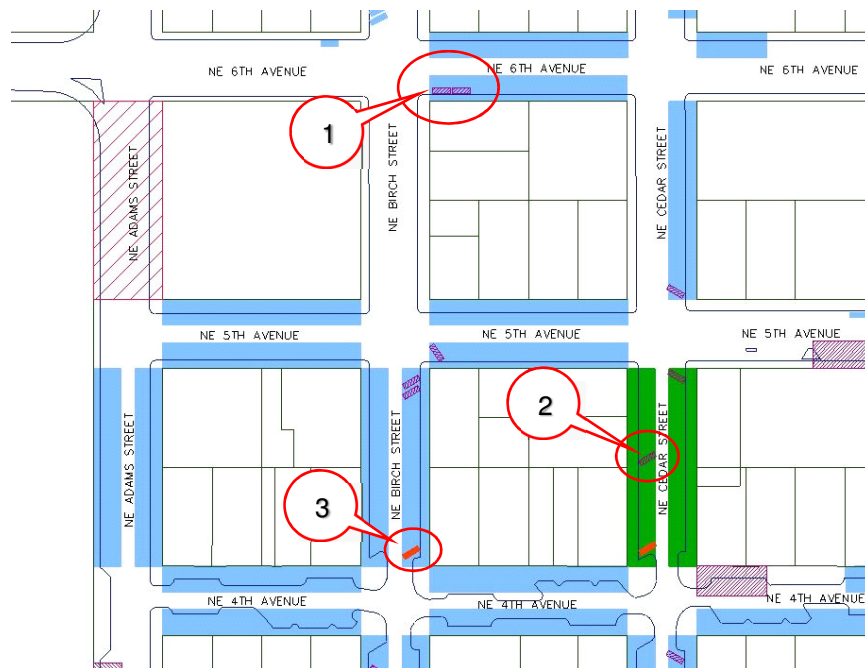 NE 6TH AVENUE
NE 6TH AVENUE
NE 6TH AVENUE
1
NE ADAMS STREET
NE BIRCH STREET
NE CEDAR STREET
NE 5TH AVENUE
NE 5TH AVENUE
NE 5TH AVENUE
2
NE ADAMS STREET
NE BIRCH STREET
NE CEDAR STREET
3
NE 4TH AVENUE
NE 4TH AVENUE
NE 4TH AVENUE